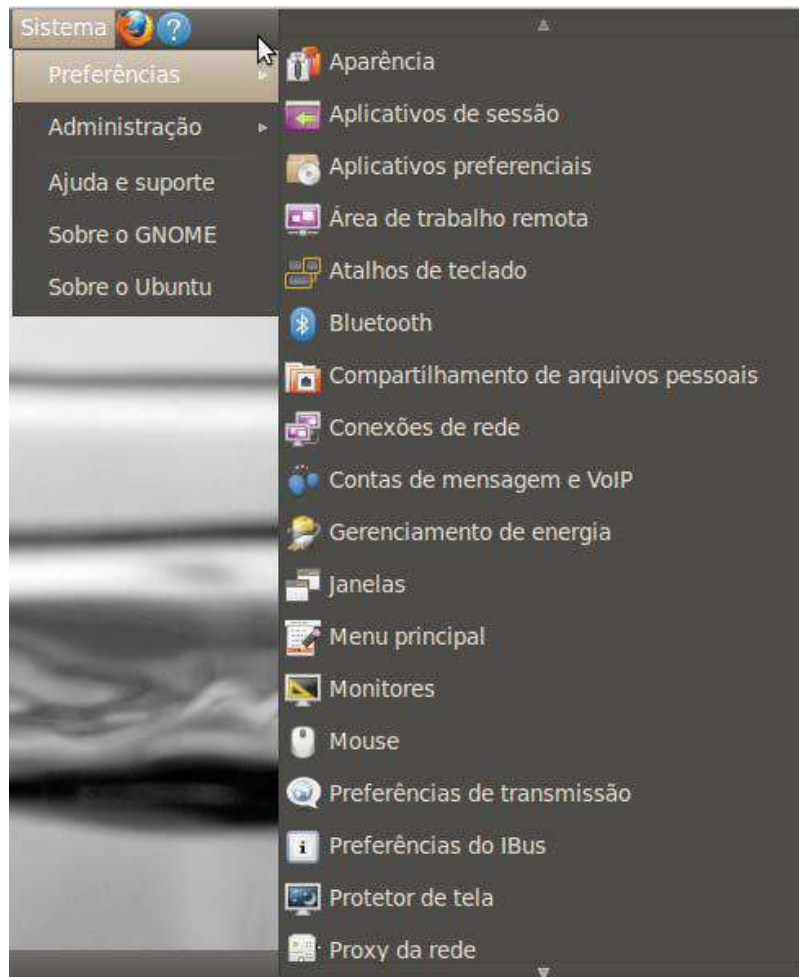 Sistema
Preferências
Administração
Ajuda e suporte
Sobre o GNOME
Sobre o Ubuntu
Aparência
Aplicativos de sessão
Aplicativos preferenciais
Área de trabalho remota
Atalhos de teclado
Bluetooth
Compartilhamento de arquivos pessoais
Conexões de rede
Contas de mensagem e VoIP
Gerenciamento de energia
Janelas
Menu principal
Monitores
Mouse
Preferências de transmissão
Preferências do IBus
Protetor de tela
Proxy da rede